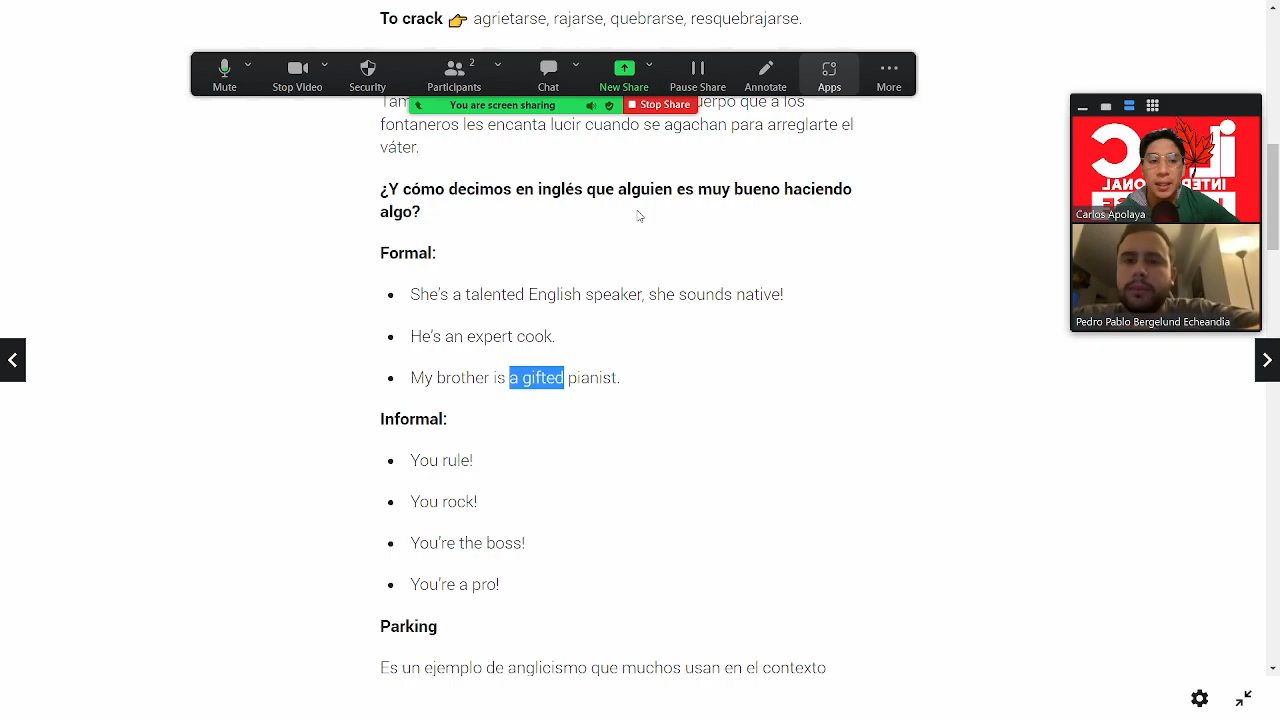 To crack 👉 agrietarse, rajarse, quebrarse, resquebrajarse.
Mute
Stop Video
Security
Participants
2
Chat
New Share
Pause Share
Annotate
Apps
More
You are screen sharing
Stop Share
fontaneros les encanta lucir cuando se agachan para arreglarte el
váter.
¿Y cómo decimos en inglés que alguien es muy bueno haciendo
algo?
Formal:
She's a talented English speaker, she sounds native!
He's an expert cook.
My brother is a gifted pianist.
Informal:
You rule!
You rock!
You're the boss!
You're a pro!
Parking
Es un ejemplo de anglicismo que muchos usan en el contexto
Carlos Apolaya
Pedro Pablo Bergelund Echeandia